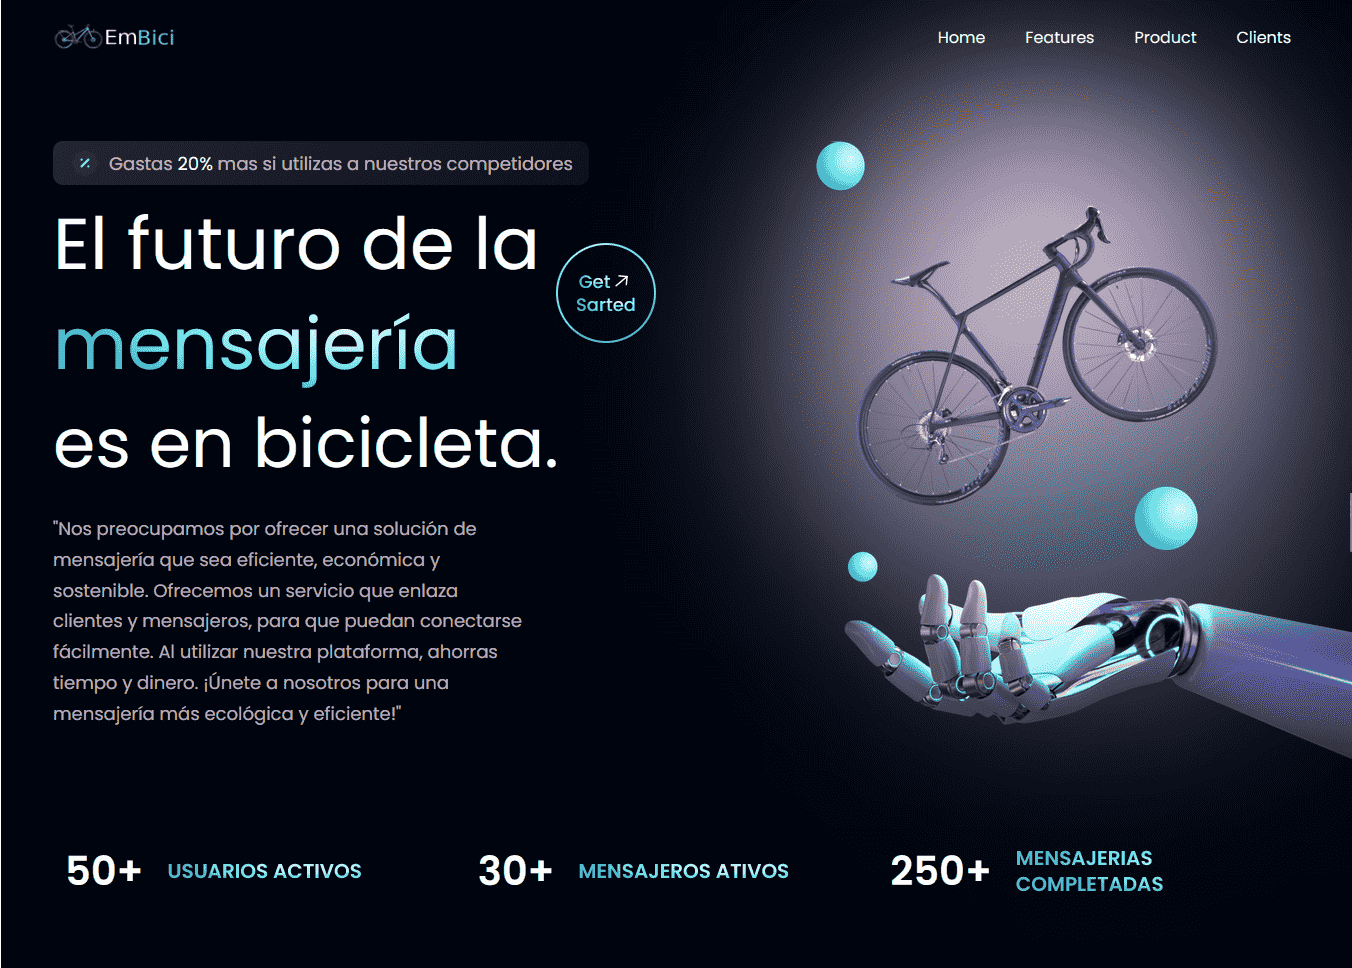 EmBici
Home Features Product Clients
Gastas 20% mas si utilizas a nuestros competidores
El futuro de la
mensajería
es en bicicleta.
Get
Sarted
"Nos preocupamos por ofrecer una solución de
mensajería que sea eficiente, económica y
sostenible. Ofrecemos un servicio que enlaza
clientes y mensajeros, para que puedan conectarse
fácilmente. Al utilizar nuestra plataforma, ahorras
tiempo y dinero. ¡Únete a nosotros para una
mensajería más ecológica y eficiente!"
50+ USUARIOS ACTIVOS
30+ MENSAJEROS ATIVOS
250+ MENSAJERIAS
COMPLETADAS